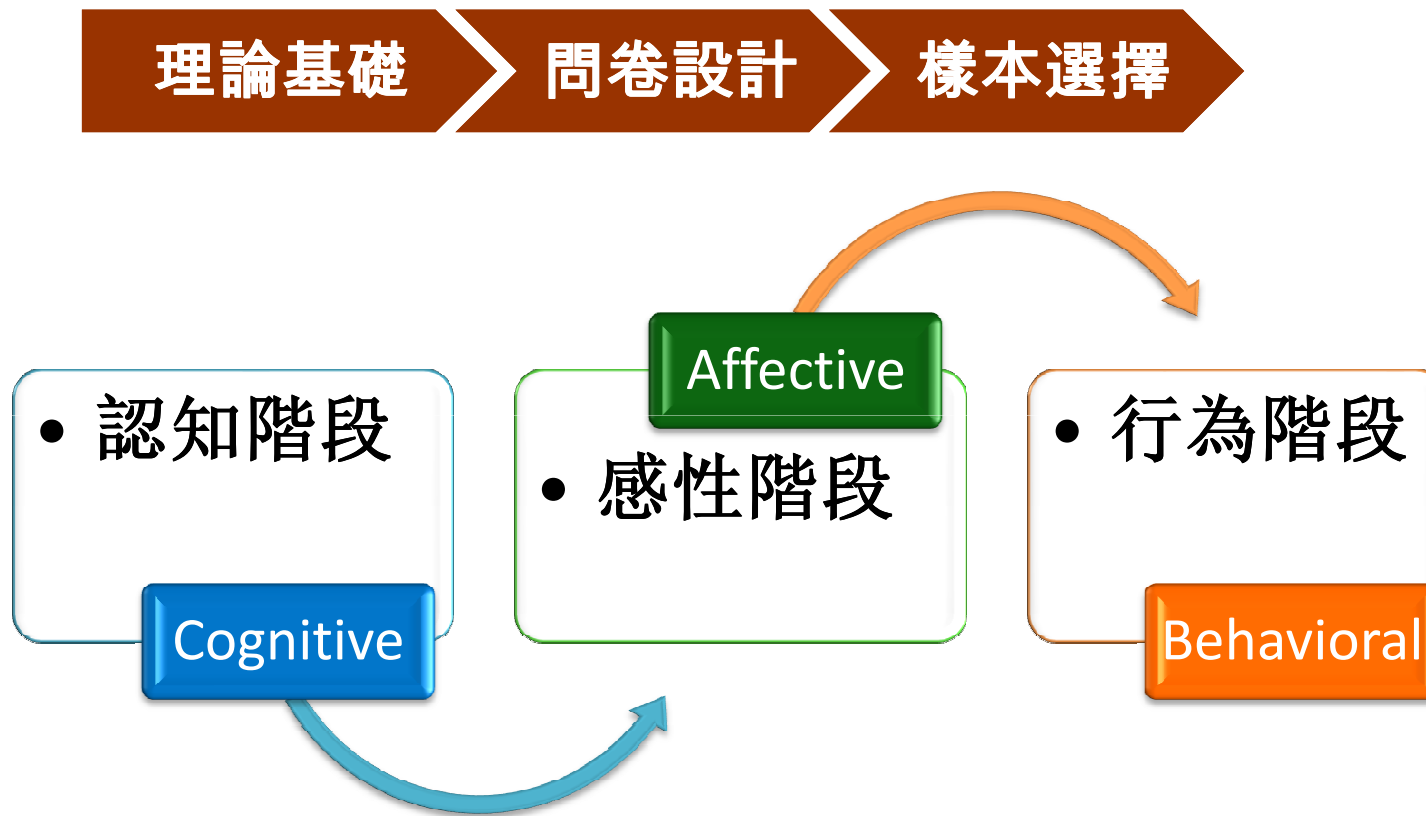 理論基礎
問卷設計
樣本選擇
• 認知階段
Cognitive
Affective
• 感性階段
• 行為階段
Behavioral